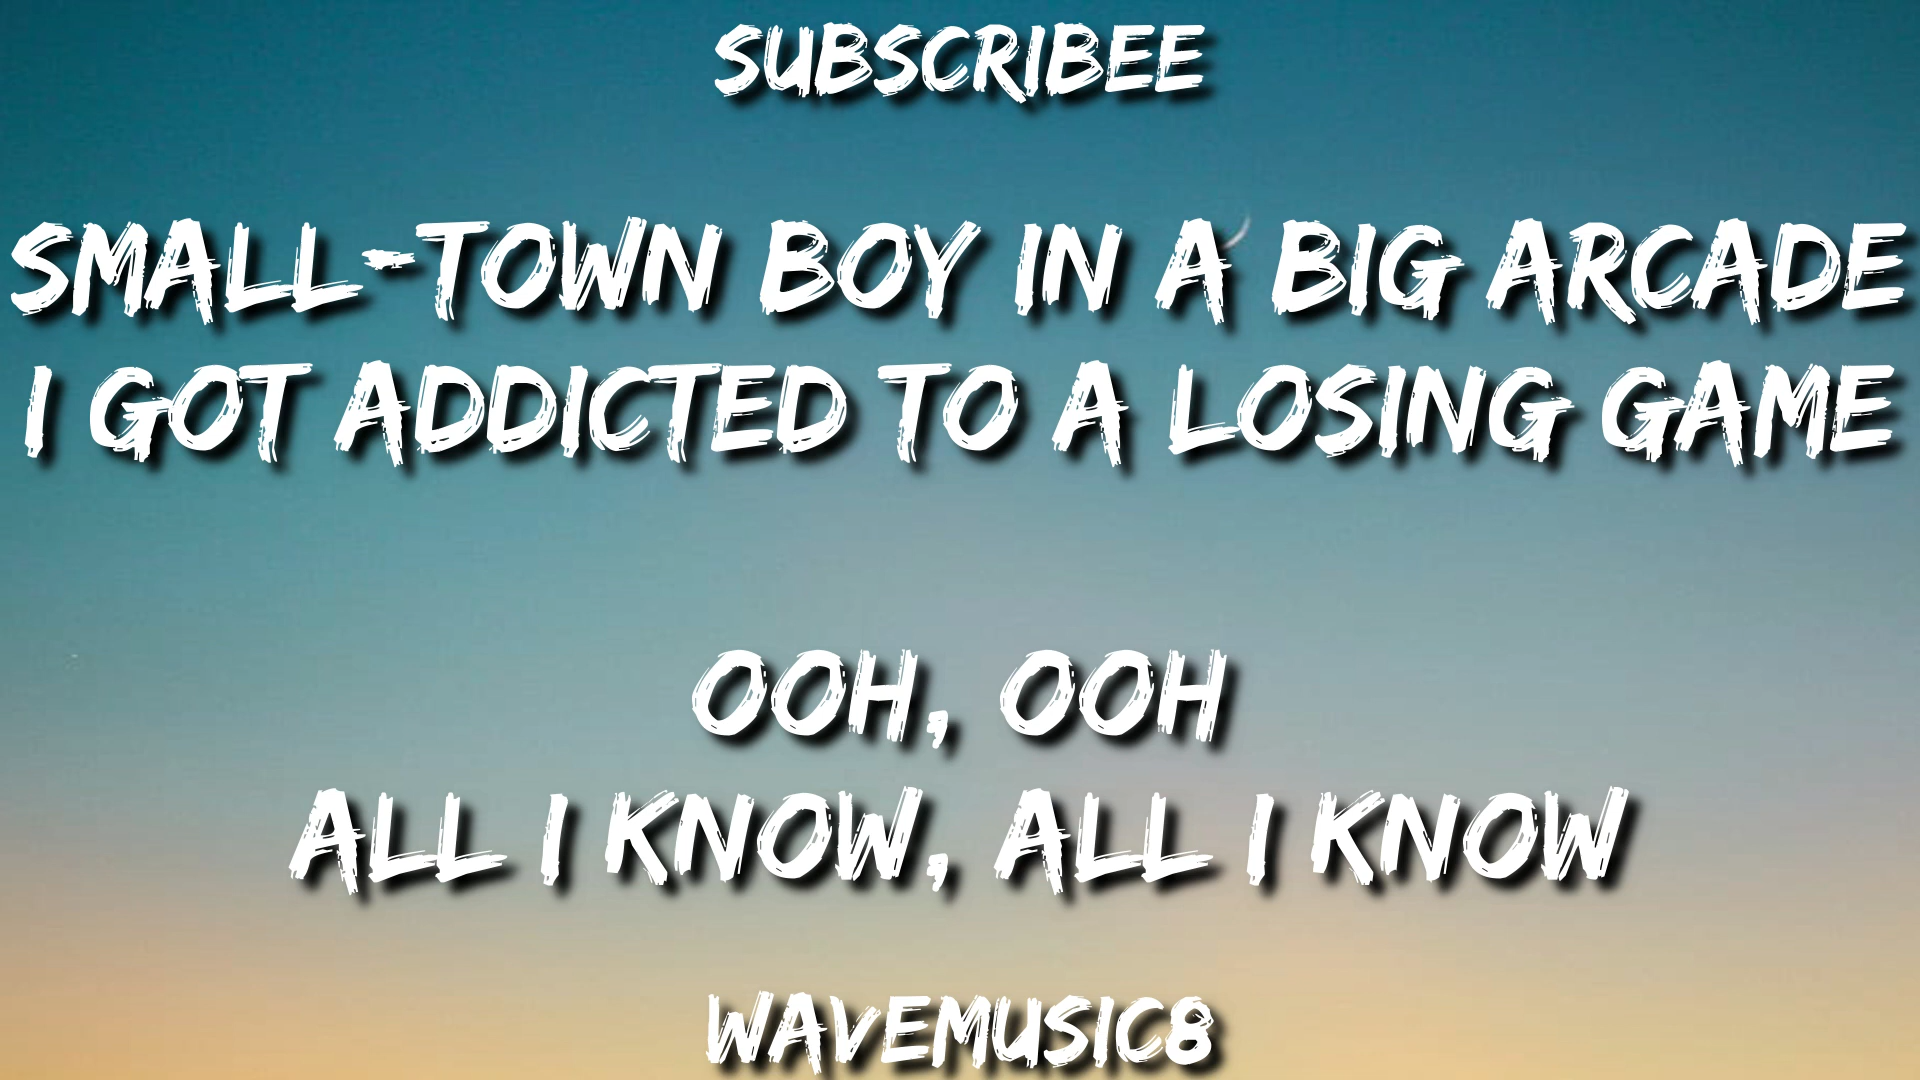 SUBSCRIBEE
SMALL-TOWN BOY IN A BIG ARCADE
I GOT ADDICTED TO A LOSING GAME
OOH, OOH
ALL I KNOW, ALL I KNOW
WAVEMUSIC8